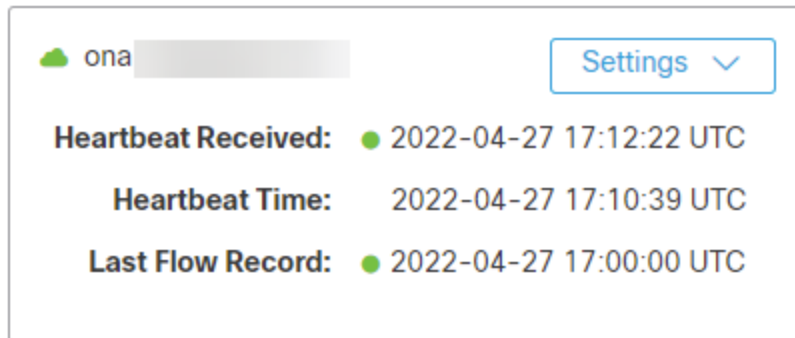 ona
Settings
Heartbeat Received: 2022-04-27 17:12:22 UTC
Heartbeat Time: 2022-04-27 17:10:39 UTC
Last Flow Record: 2022-04-27 17:00:00 UTC